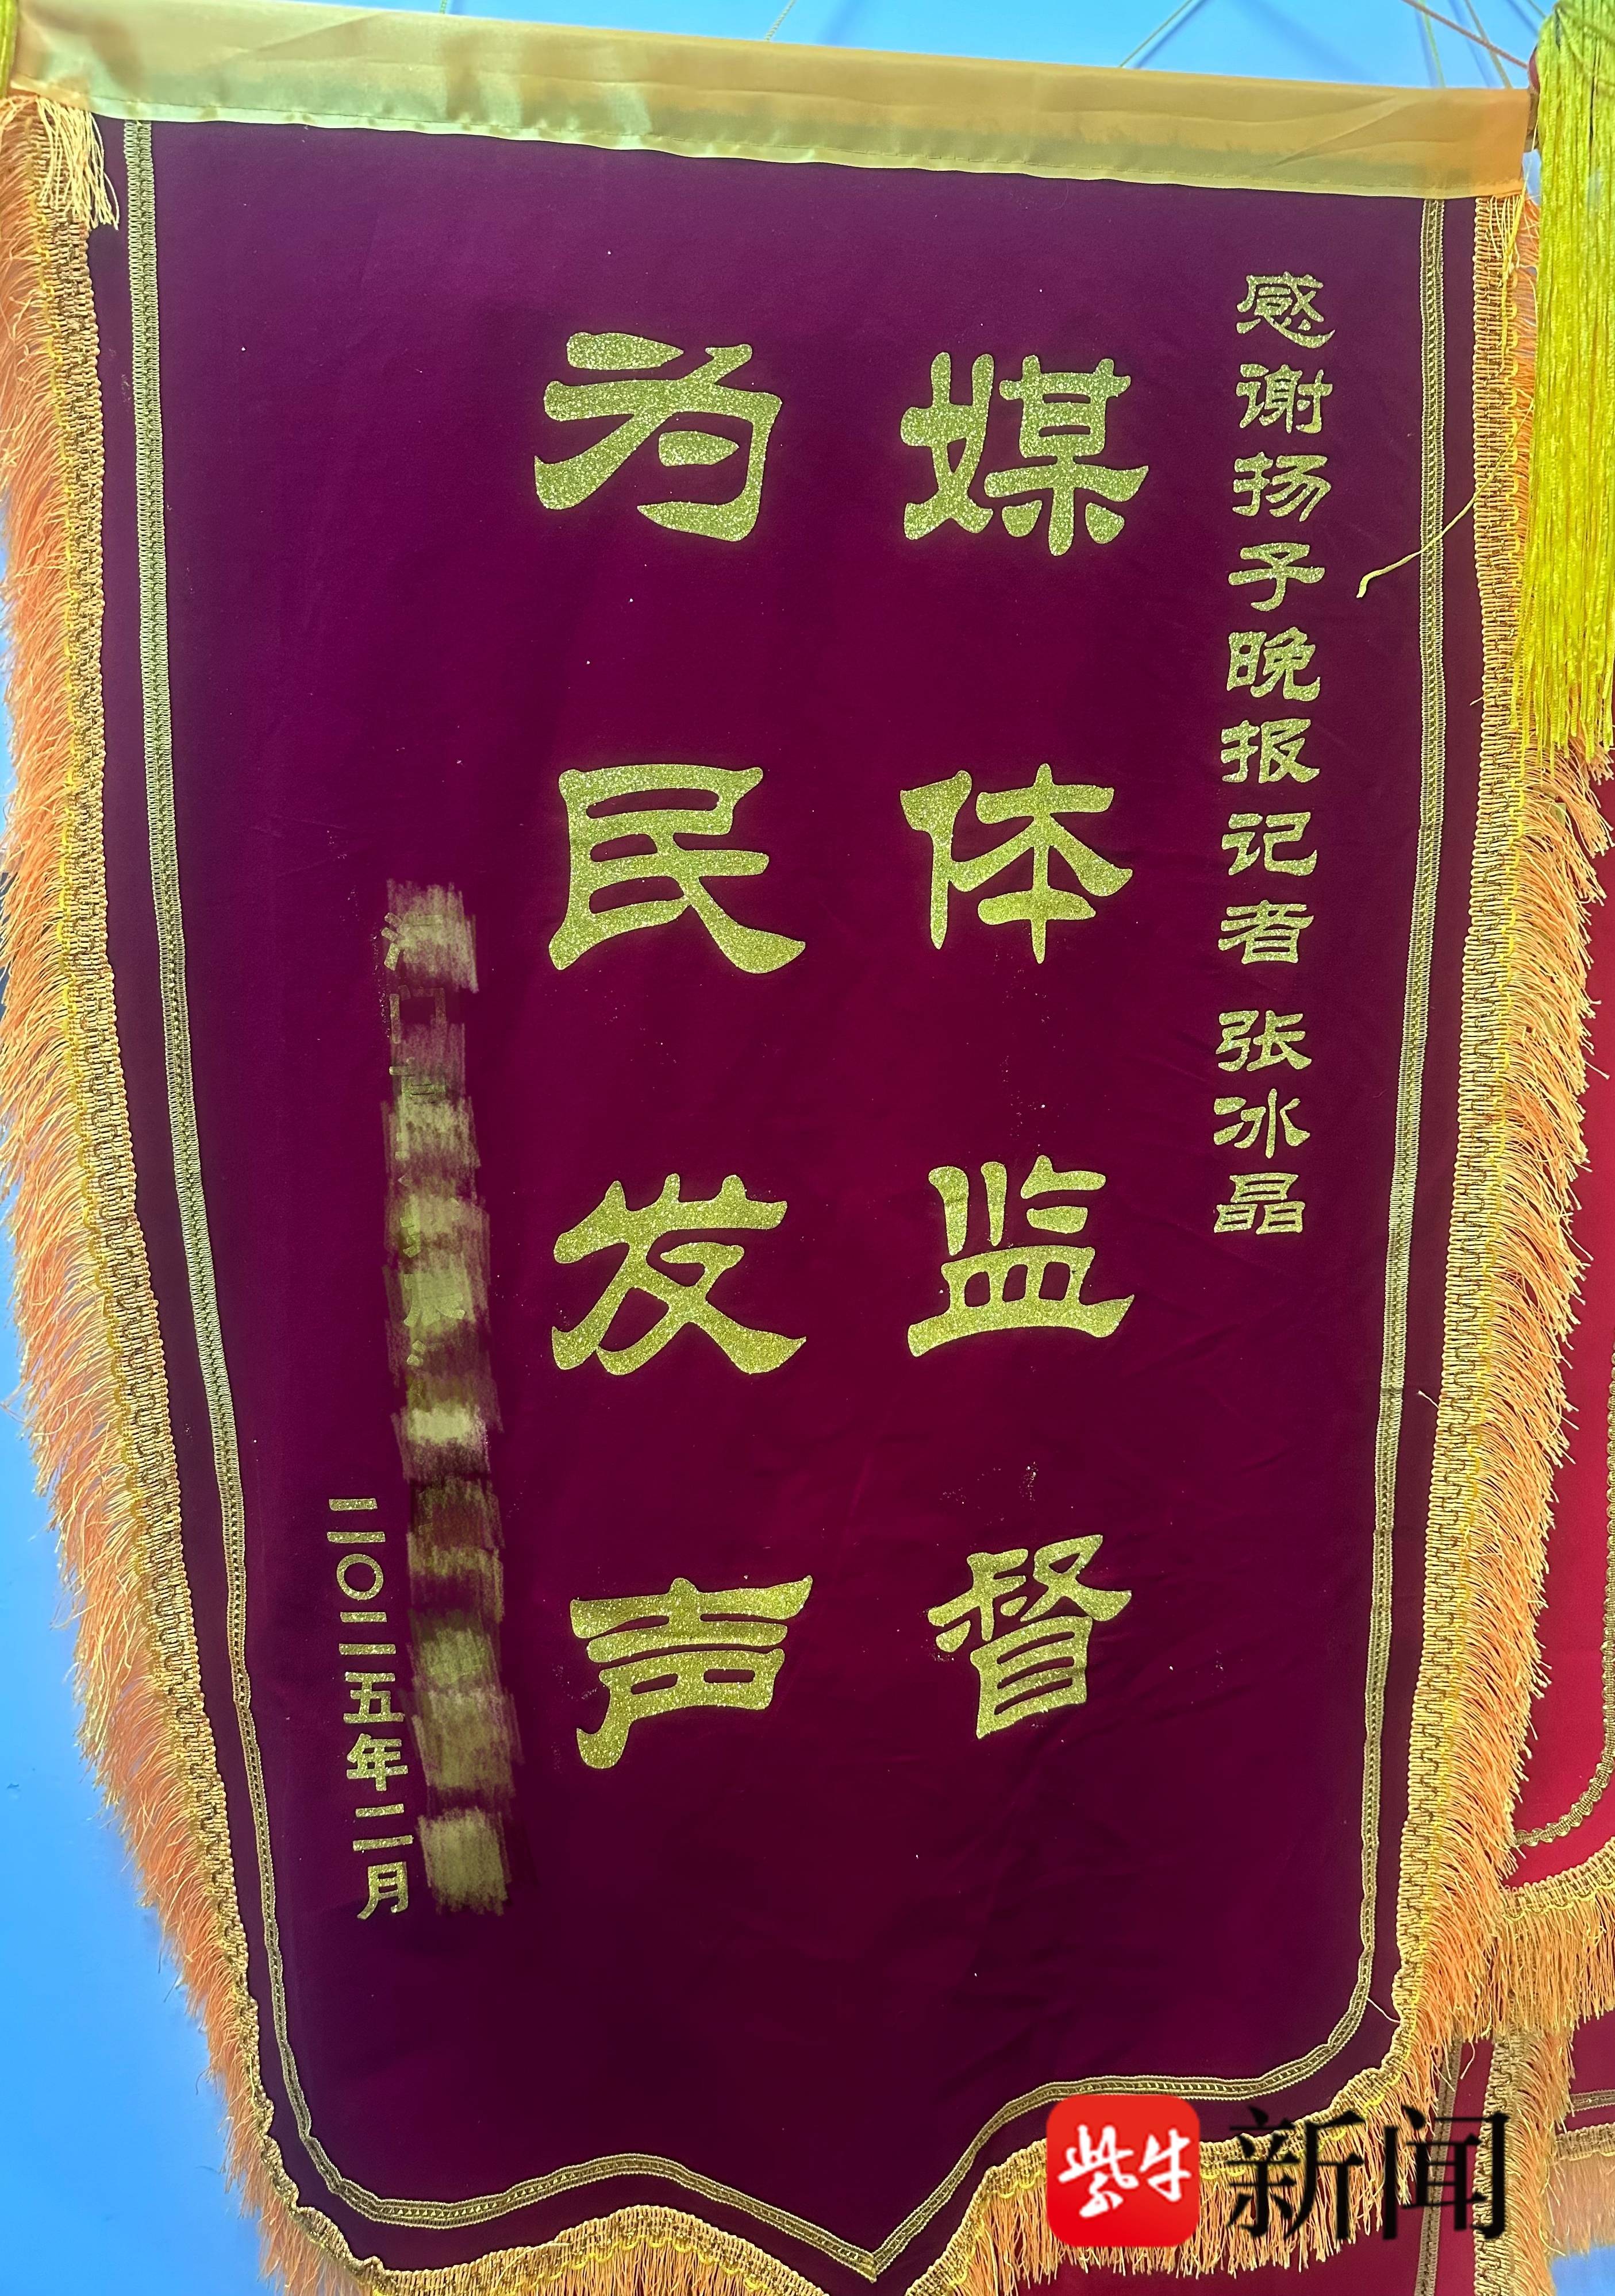 感谢扬子晚报记者 张冰晶
媒体监督
为民发声
二〇二五年二月
紫牛新闻